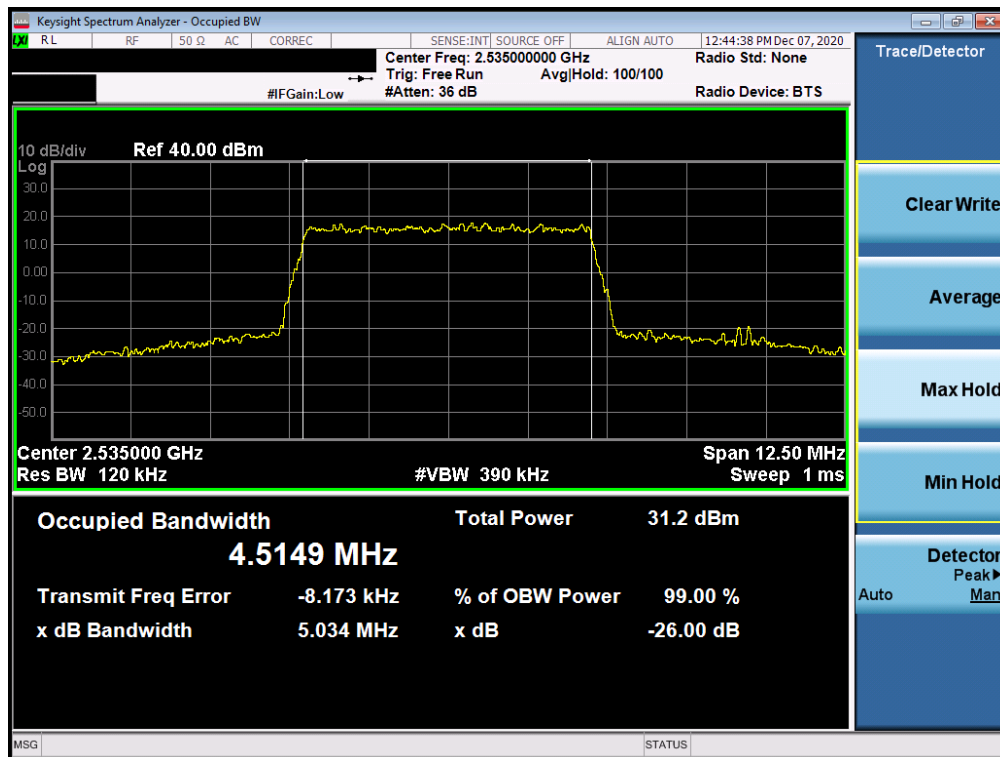 Keysight Spectrum Analyzer - Occupied BW
LXI RL RF 50 Ω AC CORREC SENSE:INT SOURCE OFF ALIGN AUTO 12:44:38 PM Dec 07, 2020
Center Freq: 2.535000000 GHz Radio Std: None
Trig: Free Run Avg|Hold: 100/100
#IFGain:Low #Atten: 36 dB Radio Device: BTS
10 dB/div Ref 40.00 dBm
Log
30.0
20.0
10.0
0.00
-10.0
-20.0
-30.0
-40.0
-50.0
Center 2.535000 GHz Span 12.50 MHz
Res BW 120 kHz #VBW 390 kHz Sweep 1 ms
Occupied Bandwidth Total Power 31.2 dBm
4.5149 MHz
Transmit Freq Error -8.173 kHz % of OBW Power 99.00 %
x dB Bandwidth 5.034 MHz x dB -26.00 dB
Trace/Detector
Clear Write
Average
Max Hold
Min Hold
Detector
Peak▶
Auto Man
MSG STATUS